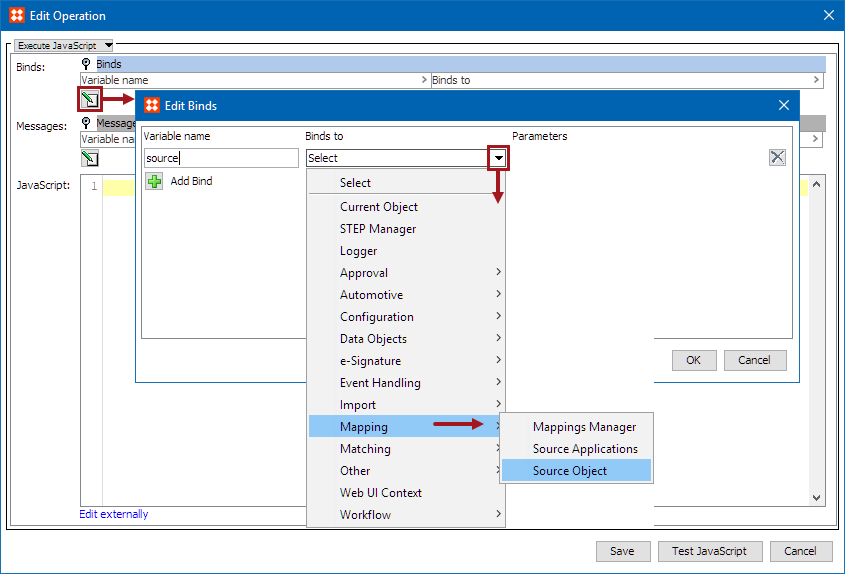 Edit Operation
Execute JavaScript
Binds:
Binds
Variable name
Binds to
Edit Binds
Messages:
Message
Variable na
Variable name
Binds to
Parameters
source
Select
Add Bind
JavaScript:
1
Select
Current Object
STEP Manager
Logger
Approval
Automotive
Configuration
Data Objects
e-Signature
Event Handling
Import
Mapping
Matching
Other
Web UI Context
Workflow
Mappings Manager
Source Applications
Source Object
OK
Cancel
Edit externally
Save
Test JavaScript
Cancel